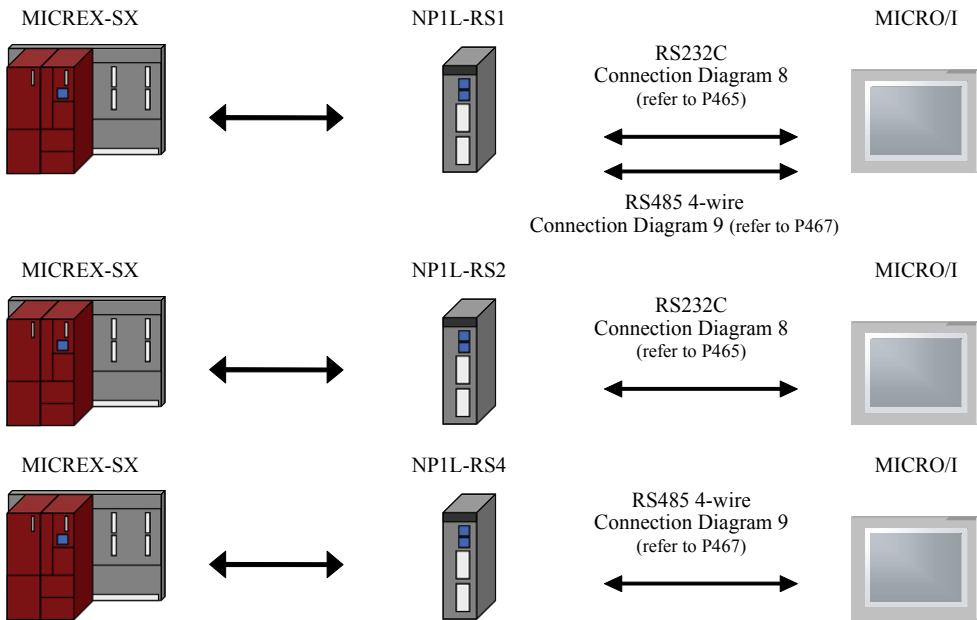 MICREX-SX
NP1L-RS1
MICRO/I
RS232C
Connection Diagram 8
(refer to P465)
RS485 4-wire
Connection Diagram 9 (refer to P467)
MICREX-SX
NP1L-RS2
MICRO/I
RS232C
Connection Diagram 8
(refer to P465)
MICREX-SX
NP1L-RS4
MICRO/I
RS485 4-wire
Connection Diagram 9
(refer to P467)